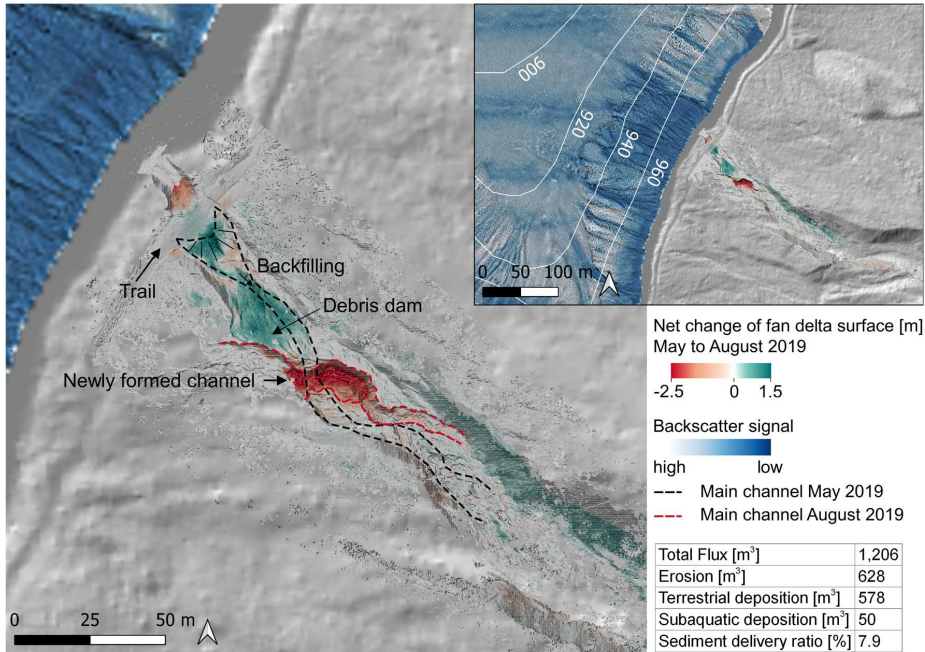 900
920
940
960
0 50 100 m
Trail
Backfilling
Debris dam
Newly formed channel
0 25 50 m
Net change of fan delta surface [m]
May to August 2019
-2.5 0 1.5
Backscatter signal
high low
Main channel May 2019
Main channel August 2019
Total Flux [m³] 1,206
Erosion [m³] 628
Terrestrial deposition [m³] 578
Subaquatic deposition [m³] 50
Sediment delivery ratio [%] 7.9